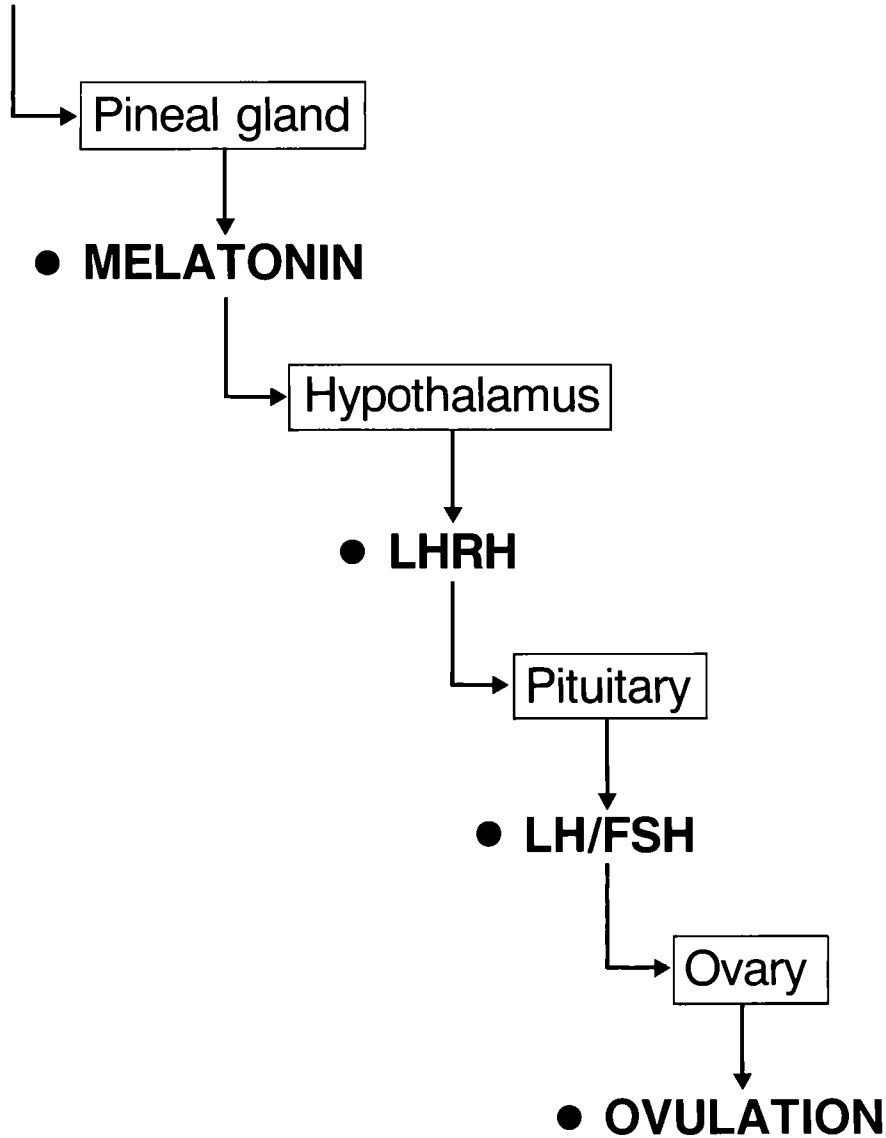 Pineal gland
● MELATONIN
Hypothalamus
● LHRH
Pituitary
● LH/FSH
Ovary
● OVULATION